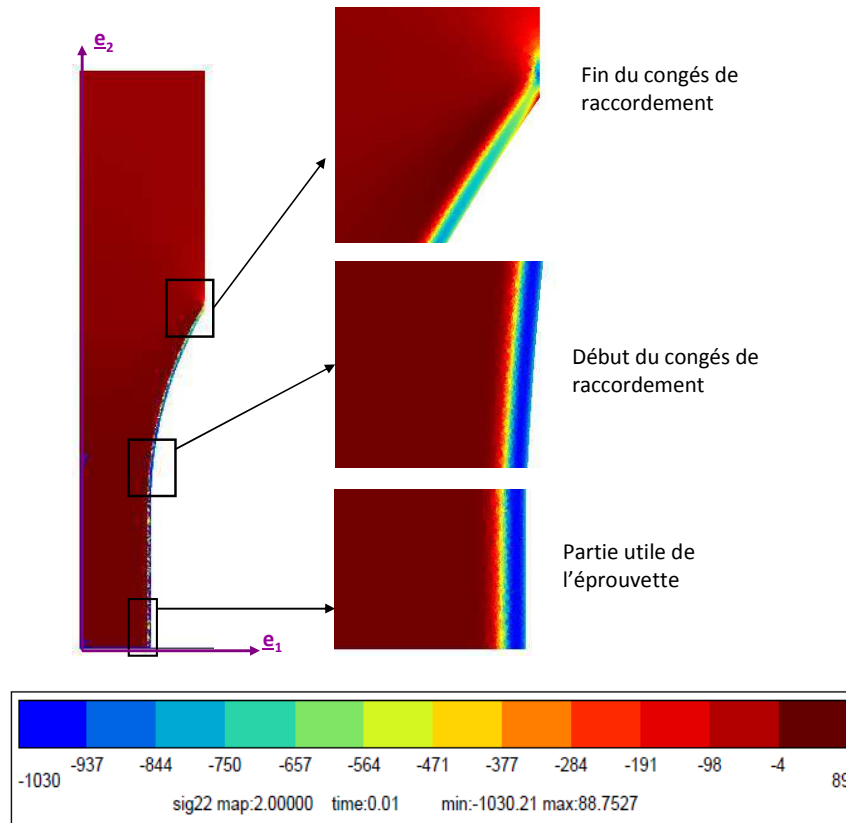 e2
Fin du congés de
raccordement
Début du congés de
raccordement
Partie utile de
l'éprouvette
e1
-1030 -937 -844 -750 -657 -564 -471 -377 -284 -191 -98 -4 89
sig22 map:2.00000 time:0.01 min:-1030.21 max:88.7527